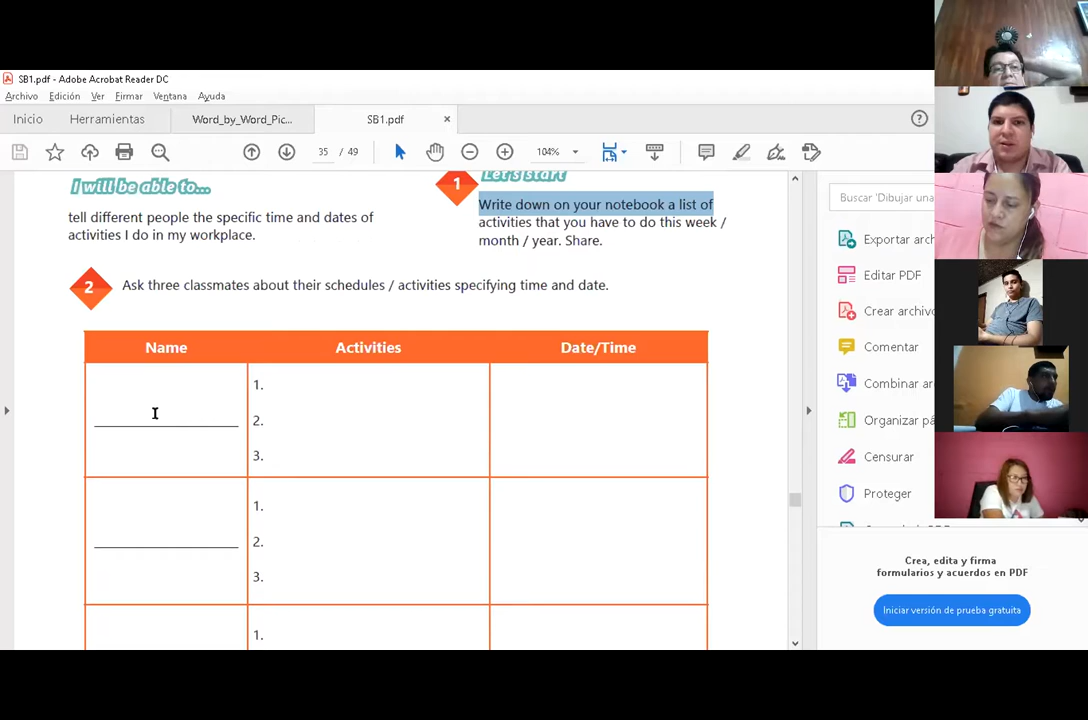 SB1.pdf - Adobe Acrobat Reader DC
Archivo Edición Ver Firmar Ventana Ayuda
Inicio Herramientas Word_by_Word_Pic... SB1.pdf ×
35 / 49 104%
I will be able to...
tell different people the specific time and dates of
activities I do in my workplace.
1 Let's start
Write down on your notebook a list of
activities that you have to do this week /
month / year. Share.
2 Ask three classmates about their schedules / activities specifying time and date.
Name Activities Date/Time
1.
2.
3.
1.
2.
3.
1.
Buscar 'Dibujar una
Exportar arch
Editar PDF
Crear archivo
Comentar
Combinar ar
Organizar pá
Censurar
Proteger
Crea, edita y firma
formularios y acuerdos en PDF
Iniciar versión de prueba gratuita